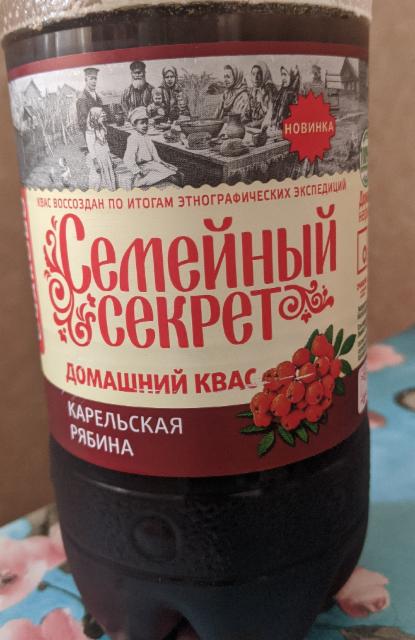 НОВИНКА
КВАС ВОССОЗДАН ПО ИТОГАМ ЭТНОГРАФИЧЕСКИХ ЭКСПЕДИЦИЙ
Семейный
секрет
ДОМАШНИЙ КВАС
КАРЕЛЬСКАЯ
РЯБИНА